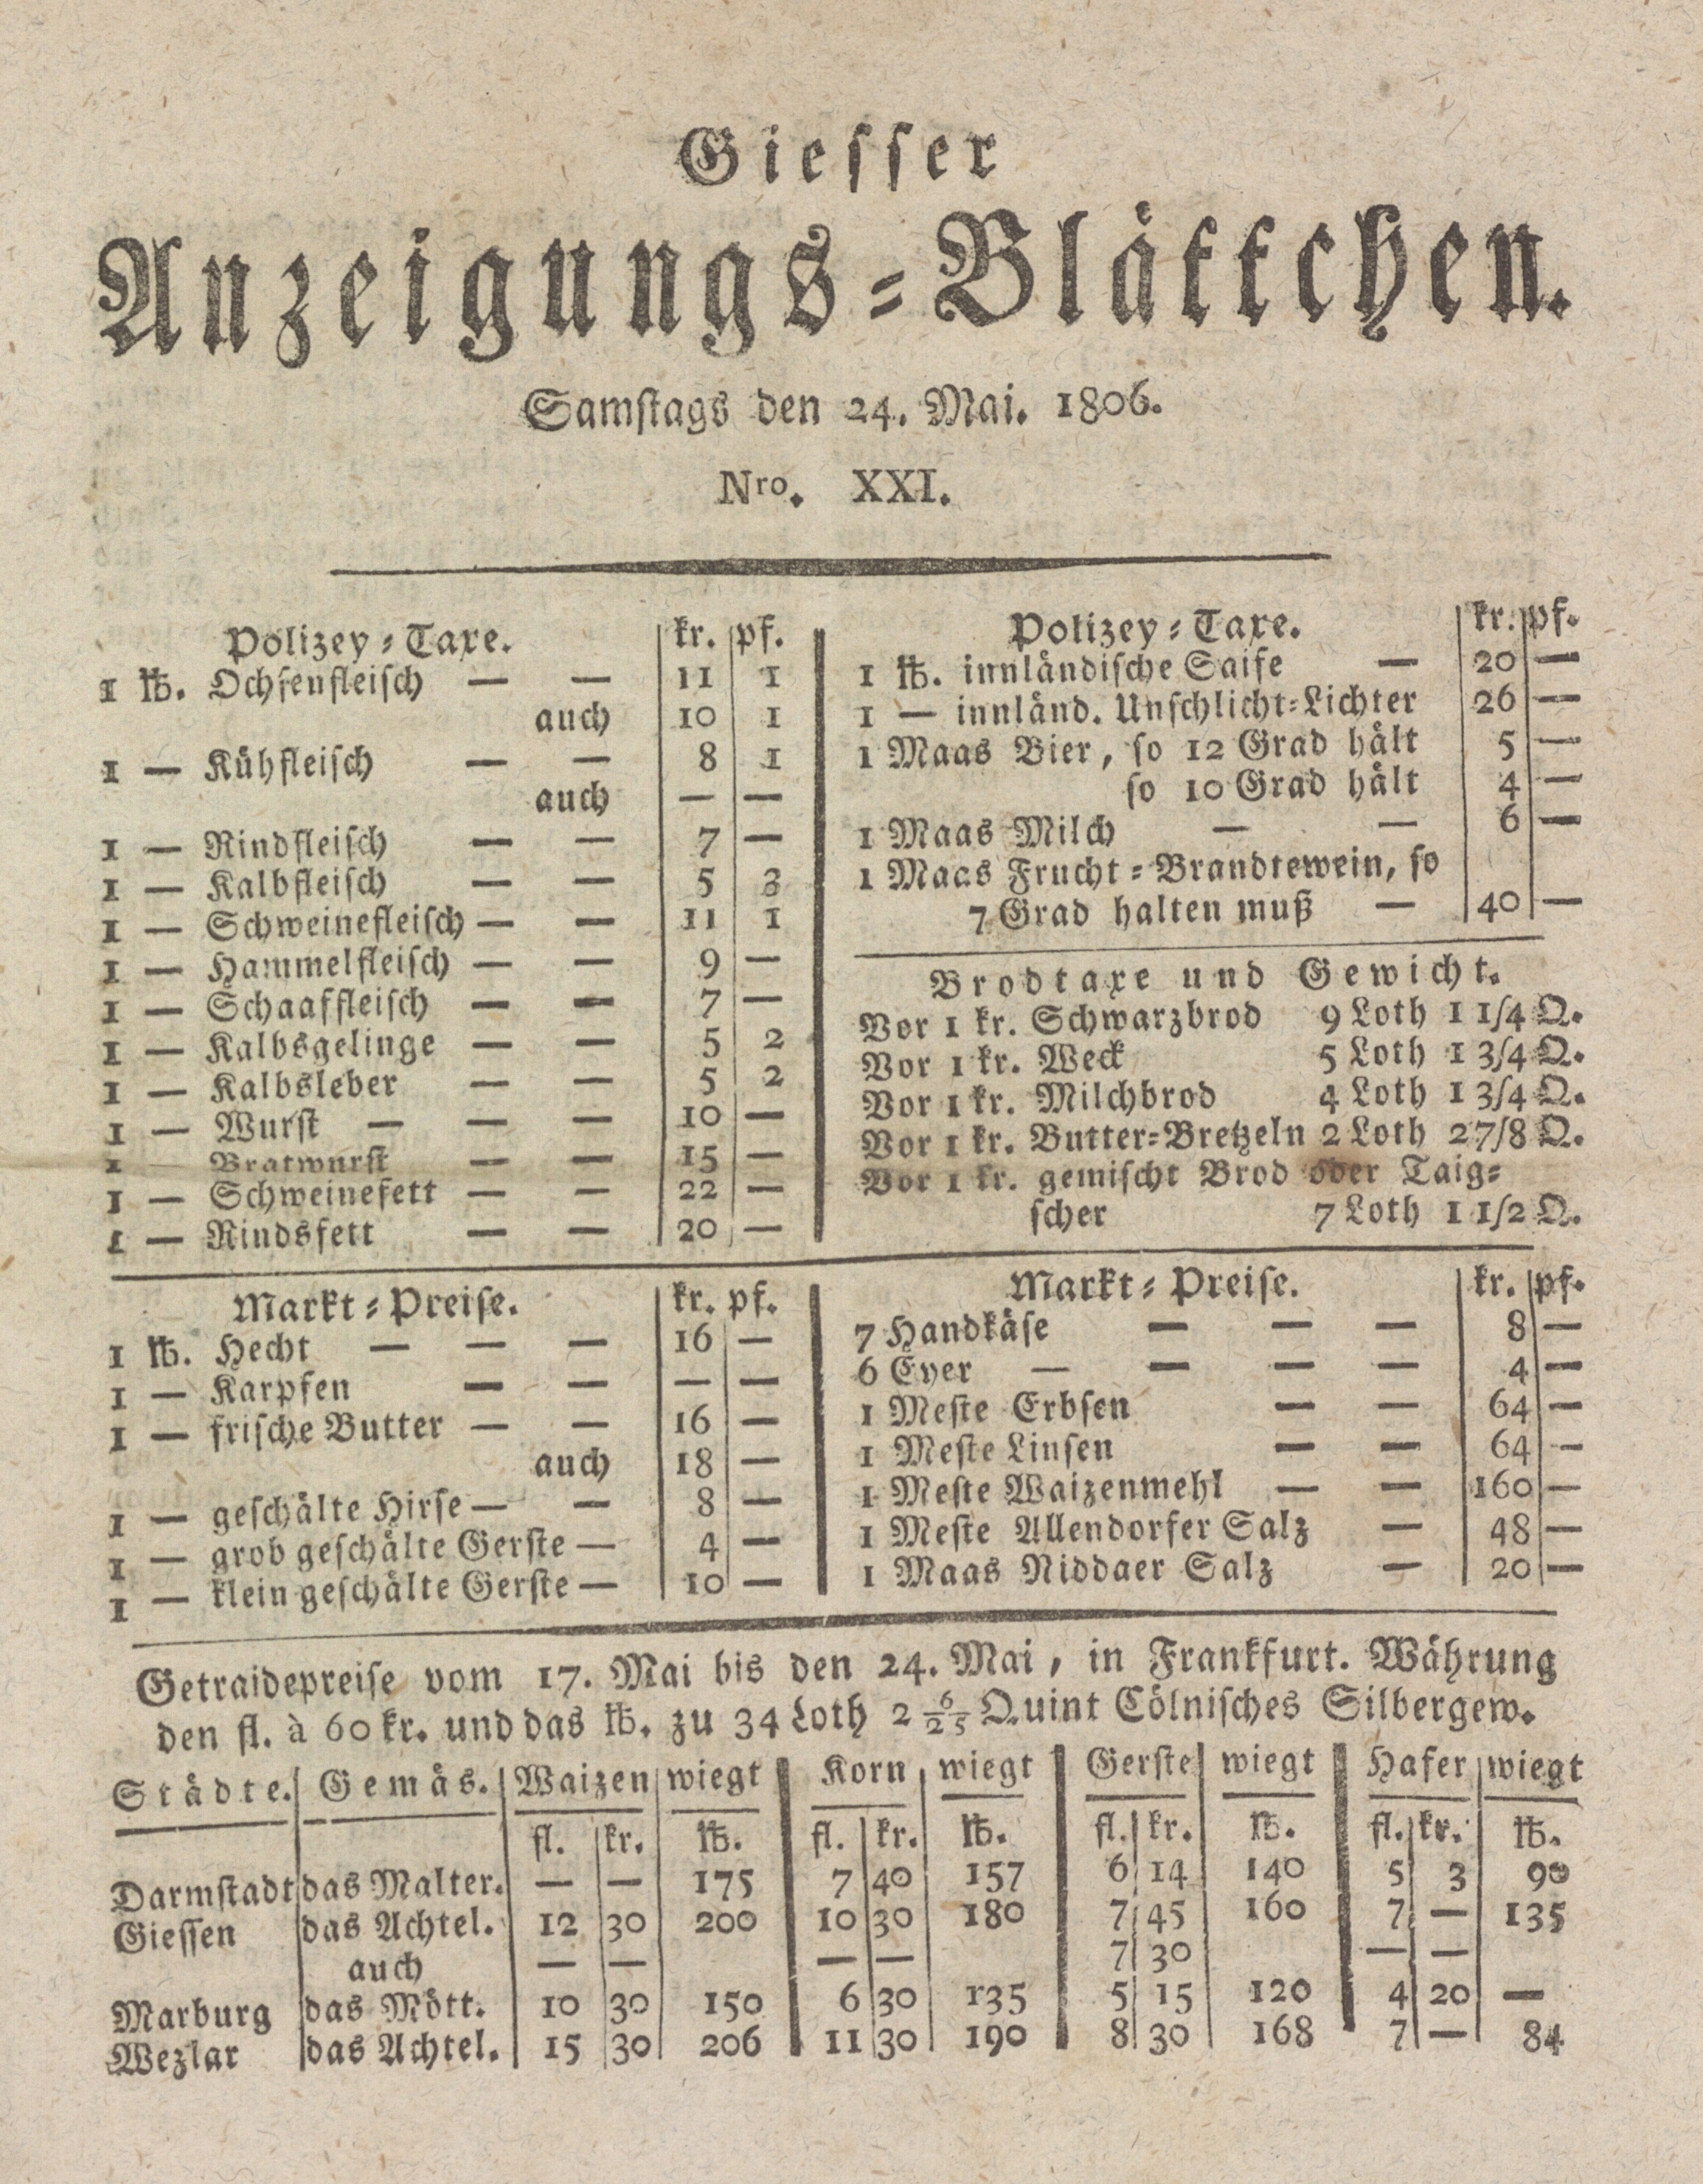 Giesser
Anzeigungs-Blättchen.
Samstags den 24. Mai. 1806.
Nro. XXI.
Polizey-Taxe. kr. pf.
1 ℔. Ochsenfleisch — — 11 1
auch 10 1
1 — Kühfleisch — — 8 1
auch — —
1 — Rindfleisch — — 7 —
1 — Kalbfleisch — — 5 3
1 — Schweinefleisch — — 11 1
1 — Hammelfleisch — — 9 —
1 — Schaaffleisch — — 7 —
1 — Kalbsgelinge — — 5 2
1 — Kalbsleber — — 5 2
1 — Wurst — — — 10 —
1 — Bratwurst — — 15 —
1 — Schweinefett — — 22 —
1 — Rindsfett — — 20 —
Polizey-Taxe. kr. pf.
1 ℔. innländische Saife — 20 —
1 — innländ. Unschlicht-Lichter 26 —
1 Maas Bier, so 12 Grad hält 5 —
so 10 Grad hält 4 —
1 Maas Milch — — 6 —
1 Maas Frucht-Brandtewein, so
7 Grad halten muß — 40 —
Brodtaxe und Gewicht.
Vor 1 kr. Schwarzbrod 9 Loth 1 1/4 Q.
Vor 1 kr. Weck 5 Loth 1 3/4 Q.
Vor 1 kr. Milchbrod 4 Loth 1 3/4 Q.
Vor 1 kr. Butter-Bretzeln 2 Loth 2 7/8 Q.
Vor 1 kr. gemischt Brod oder Taig-
scher 7 Loth 1 1/2 Q.
Markt-Preise. kr. pf.
1 ℔. Hecht — — — 16 —
1 — Karpfen — — — —
1 — frische Butter — — 16 —
auch 18 —
1 — geschälte Hirse — — 8 —
1 — grob geschälte Gerste — 4 —
1 — klein geschälte Gerste — 10 —
Markt-Preise. kr. pf.
7 Handkäse — — — 8 —
6 Eyer — — — — 4 —
1 Meste Erbsen — — 64 —
1 Meste Linsen — — 64 —
1 Meste Waizenmehl — — 160 —
1 Meste Allendorfer Salz — 48 —
1 Maas Niddaer Salz — 20 —
Getraidepreise vom 17. Mai bis den 24. Mai, in Frankfurt. Währung
den fl. à 60 kr. und das ℔. zu 34 Loth 2 6/25 Quint Cölnisches Silbergew.
Städte. Gemäs. Waizen wiegt Korn wiegt Gerste wiegt Hafer wiegt
fl. kr. ℔. fl. kr. ℔. fl. kr. ℔. fl. kr. ℔.
Darmstadt das Malter. — — 175 7 40 157 6 14 140 5 3 90
Giessen das Achtel. 12 30 200 10 30 180 7 45 160 7 — 135
auch — — — — 7 30 — —
Marburg das Mött. 10 30 150 6 30 135 5 15 120 4 20 —
Wezlar das Achtel. 15 30 206 11 30 190 8 30 168 7 — 84